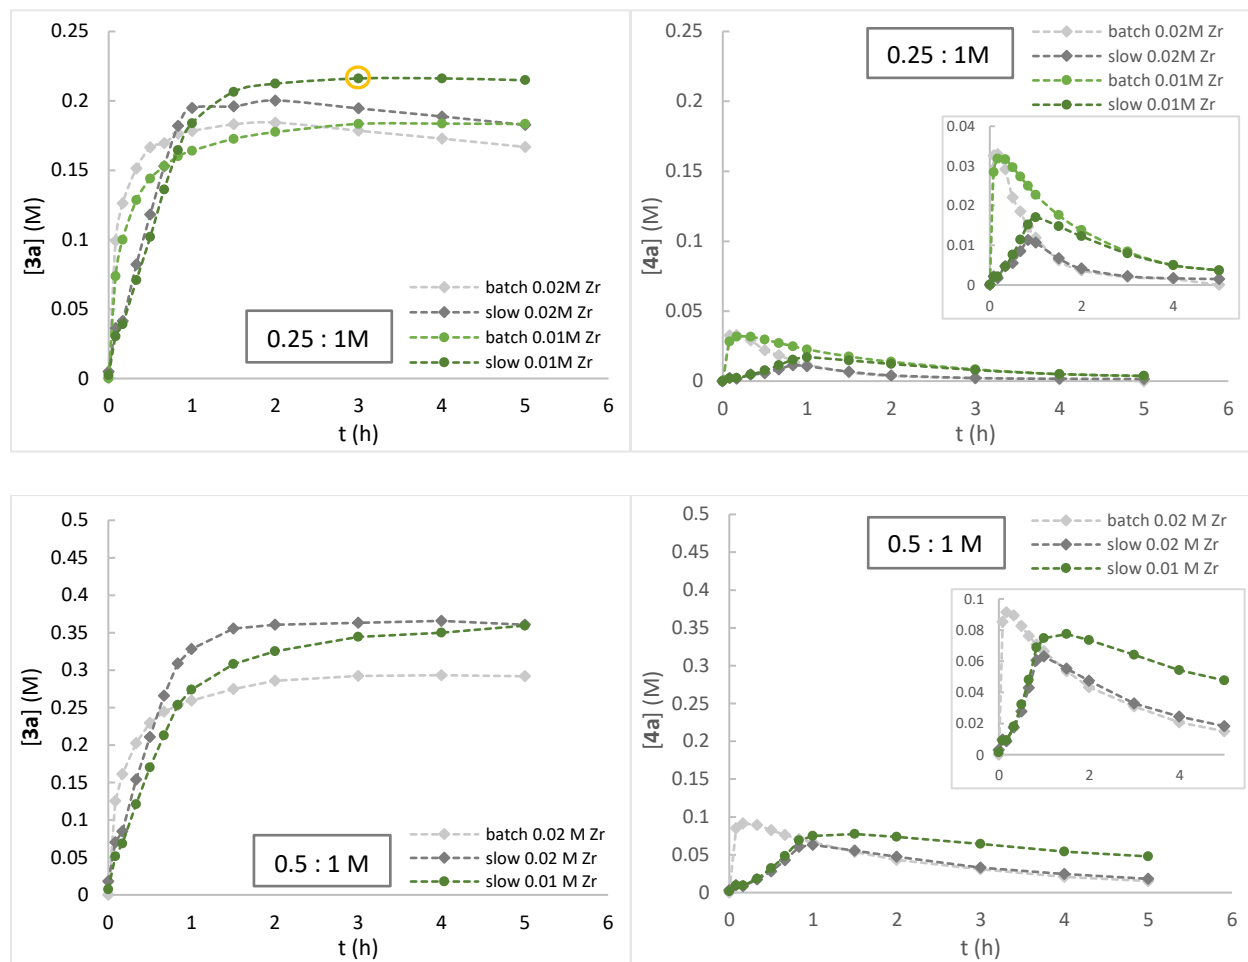 0.25
0.2
0.15
0.1
0.05
0
[3a] (M)
0 1 2 3 4 5 6
t (h)
0.25 : 1M
batch 0.02M Zr
slow 0.02M Zr
batch 0.01M Zr
slow 0.01M Zr
0.25
0.2
0.15
0.1
0.05
0
[4a] (M)
0 1 2 3 4 5 6
t (h)
0.25 : 1M
batch 0.02M Zr
slow 0.02M Zr
batch 0.01M Zr
slow 0.01M Zr
0.04
0.03
0.02
0.01
0
0 2 4
0.5
0.45
0.4
0.35
0.3
0.25
0.2
0.15
0.1
0.05
0
[3a] (M)
0 1 2 3 4 5 6
t (h)
0.5 : 1 M
batch 0.02 M Zr
slow 0.02 M Zr
slow 0.01 M Zr
0.5
0.45
0.4
0.35
0.3
0.25
0.2
0.15
0.1
0.05
0
[4a] (M)
0 1 2 3 4 5 6
t (h)
0.5 : 1 M
batch 0.02 M Zr
slow 0.02 M Zr
slow 0.01 M Zr
0.1
0.08
0.06
0.04
0.02
0
0 2 4